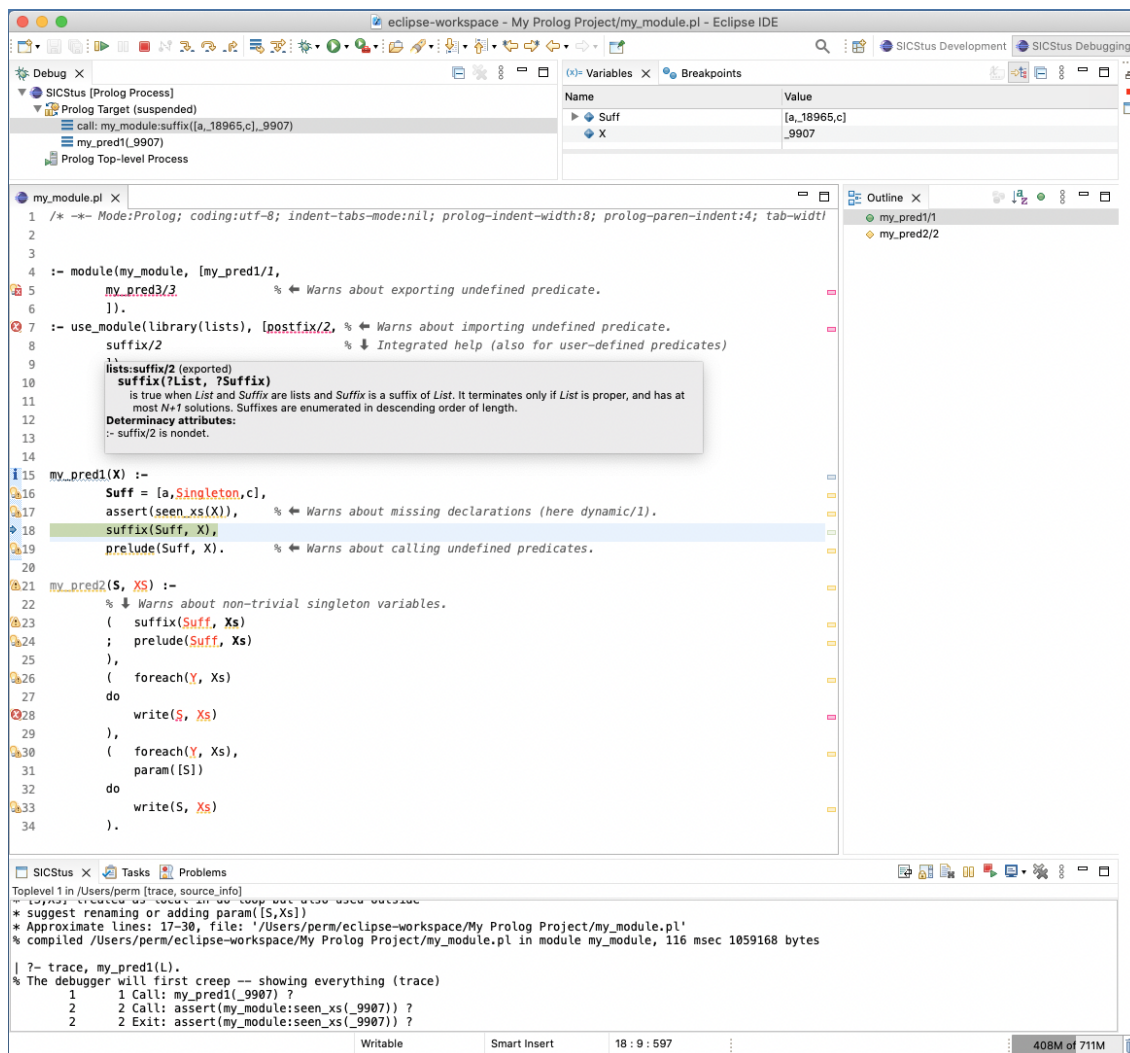 eclipse-workspace - My Prolog Project/my_module.pl - Eclipse IDE
SICStus Development
SICStus Debugging
Debug
SICStus [Prolog Process]
Prolog Target (suspended)
call: my_module:suffix([a,_18965,c],_9907)
my_pred1(_9907)
Prolog Top-level Process
(x)= Variables
Breakpoints
Name Value
Suff [a,_18965,c]
X _9907
my_module.pl
1 /* -*- Mode:Prolog; coding:utf-8; indent-tabs-mode:nil; prolog-indent-width:8; prolog-paren-indent:4; tab-width
2
3
4 :- module(my_module, [my_pred1/1,
5 my_pred3/3 % ⬅ Warns about exporting undefined predicate.
6 ]).
7 :- use_module(library(lists), [postfix/2, % ⬅ Warns about importing undefined predicate.
8 suffix/2 % ⬇ Integrated help (also for user-defined predicates)
9
10
11
12
13
14
lists:suffix/2 (exported)
suffix(?List, ?Suffix)
is true when List and Suffix are lists and Suffix is a suffix of List. It terminates only if List is proper, and has at
most N+1 solutions. Suffixes are enumerated in descending order of length.
Determinacy attributes:
:- suffix/2 is nondet.
15 my_pred1(X) :-
16 Suff = [a,Singleton,c],
17 assert(seen_xs(X)), % ⬅ Warns about missing declarations (here dynamic/1).
18 suffix(Suff, X),
19 prelude(Suff, X). % ⬅ Warns about calling undefined predicates.
20
21 my_pred2(S, XS) :-
22 % ⬇ Warns about non-trivial singleton variables.
23 ( suffix(Suff, Xs)
24 ; prelude(Suff, Xs)
25 ),
26 ( foreach(Y, Xs)
27 do
28 write(S, Xs)
29 ),
30 ( foreach(Y, Xs),
31 param([S])
32 do
33 write(S, Xs)
34 ).
Outline
my_pred1/1
my_pred2/2
SICStus
Tasks
Problems
Toplevel 1 in /Users/perm [trace, source_info]
* [S,Xs] treated as local in do-loop but also used outside
* suggest renaming or adding param([S,Xs])
* Approximate lines: 17-30, file: '/Users/perm/eclipse-workspace/My Prolog Project/my_module.pl'
% compiled /Users/perm/eclipse-workspace/My Prolog Project/my_module.pl in module my_module, 116 msec 1059168 bytes
| ?- trace, my_pred1(L).
% The debugger will first creep -- showing everything (trace)
1 1 Call: my_pred1(_9907) ?
2 2 Call: assert(my_module:seen_xs(_9907)) ?
2 2 Exit: assert(my_module:seen_xs(_9907)) ?
Writable
Smart Insert
18 : 9 : 597
408M of 711M